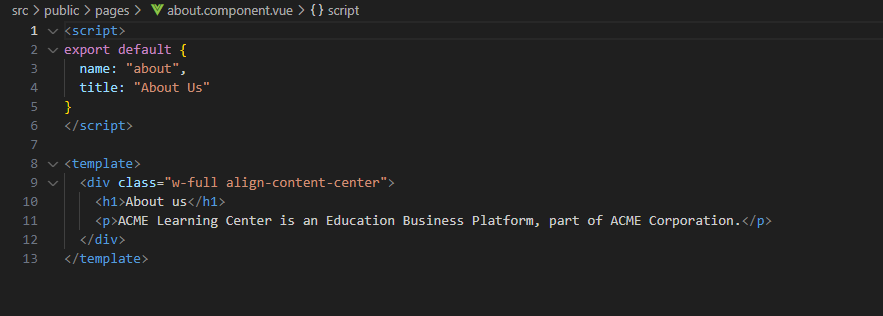 src > public > pages > about.component.vue > {} script
1 <script>
2 export default {
3   name: "about",
4   title: "About Us"
5 }
6 </script>
7
8 <template>
9   <div class="w-full align-content-center">
10     <h1>About us</h1>
11     <p>ACME Learning Center is an Education Business Platform, part of ACME Corporation.</p>
12   </div>
13 </template>